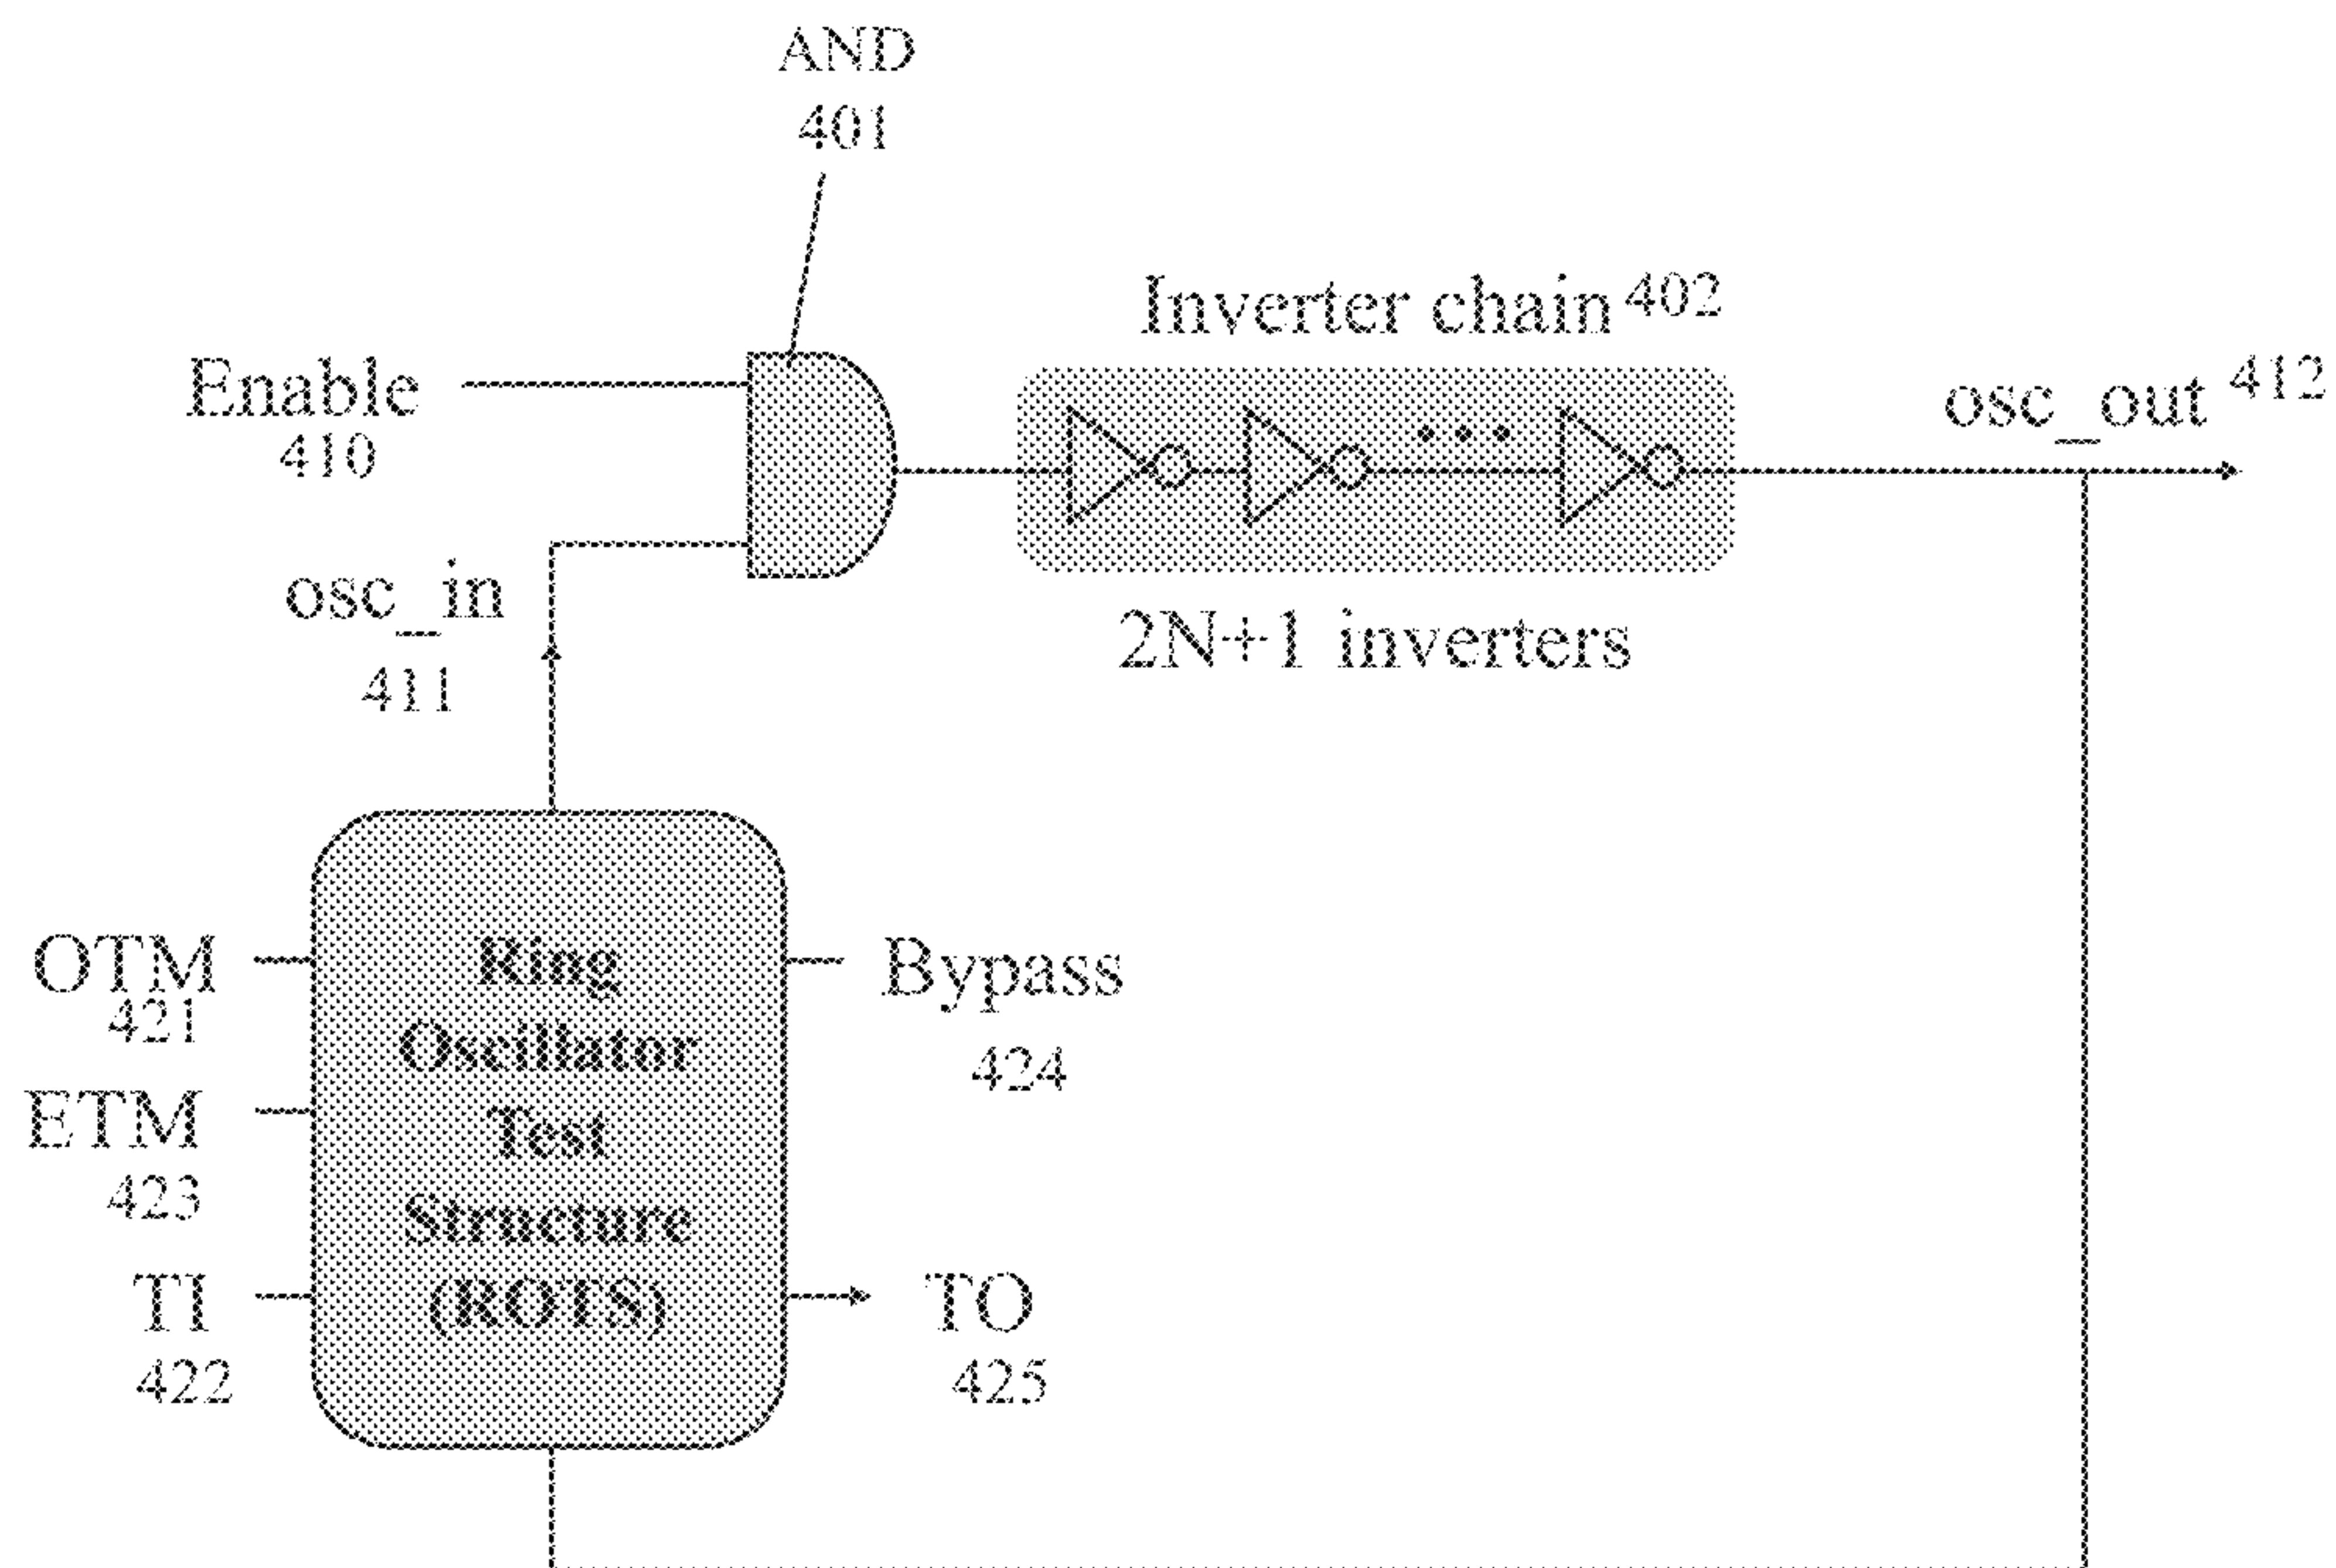 AND
401
Inverter chain 402
Enable
410
osc_out 412
osc_in
411
2N+1 inverters
OTM
421
ETM
423
TI
422
Ring
Oscillator
Test
Structure
(ROTS)
Bypass
424
TO
425